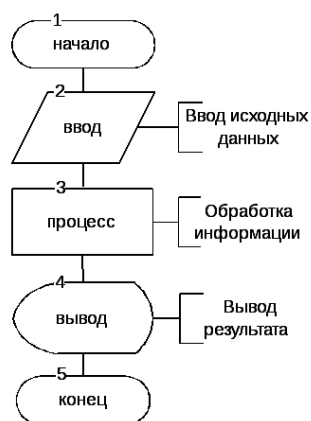 1
начало
2
ввод
Ввод исходных
данных
3
процесс
Обработка
информации
4
вывод
Вывод
результата
5
конец